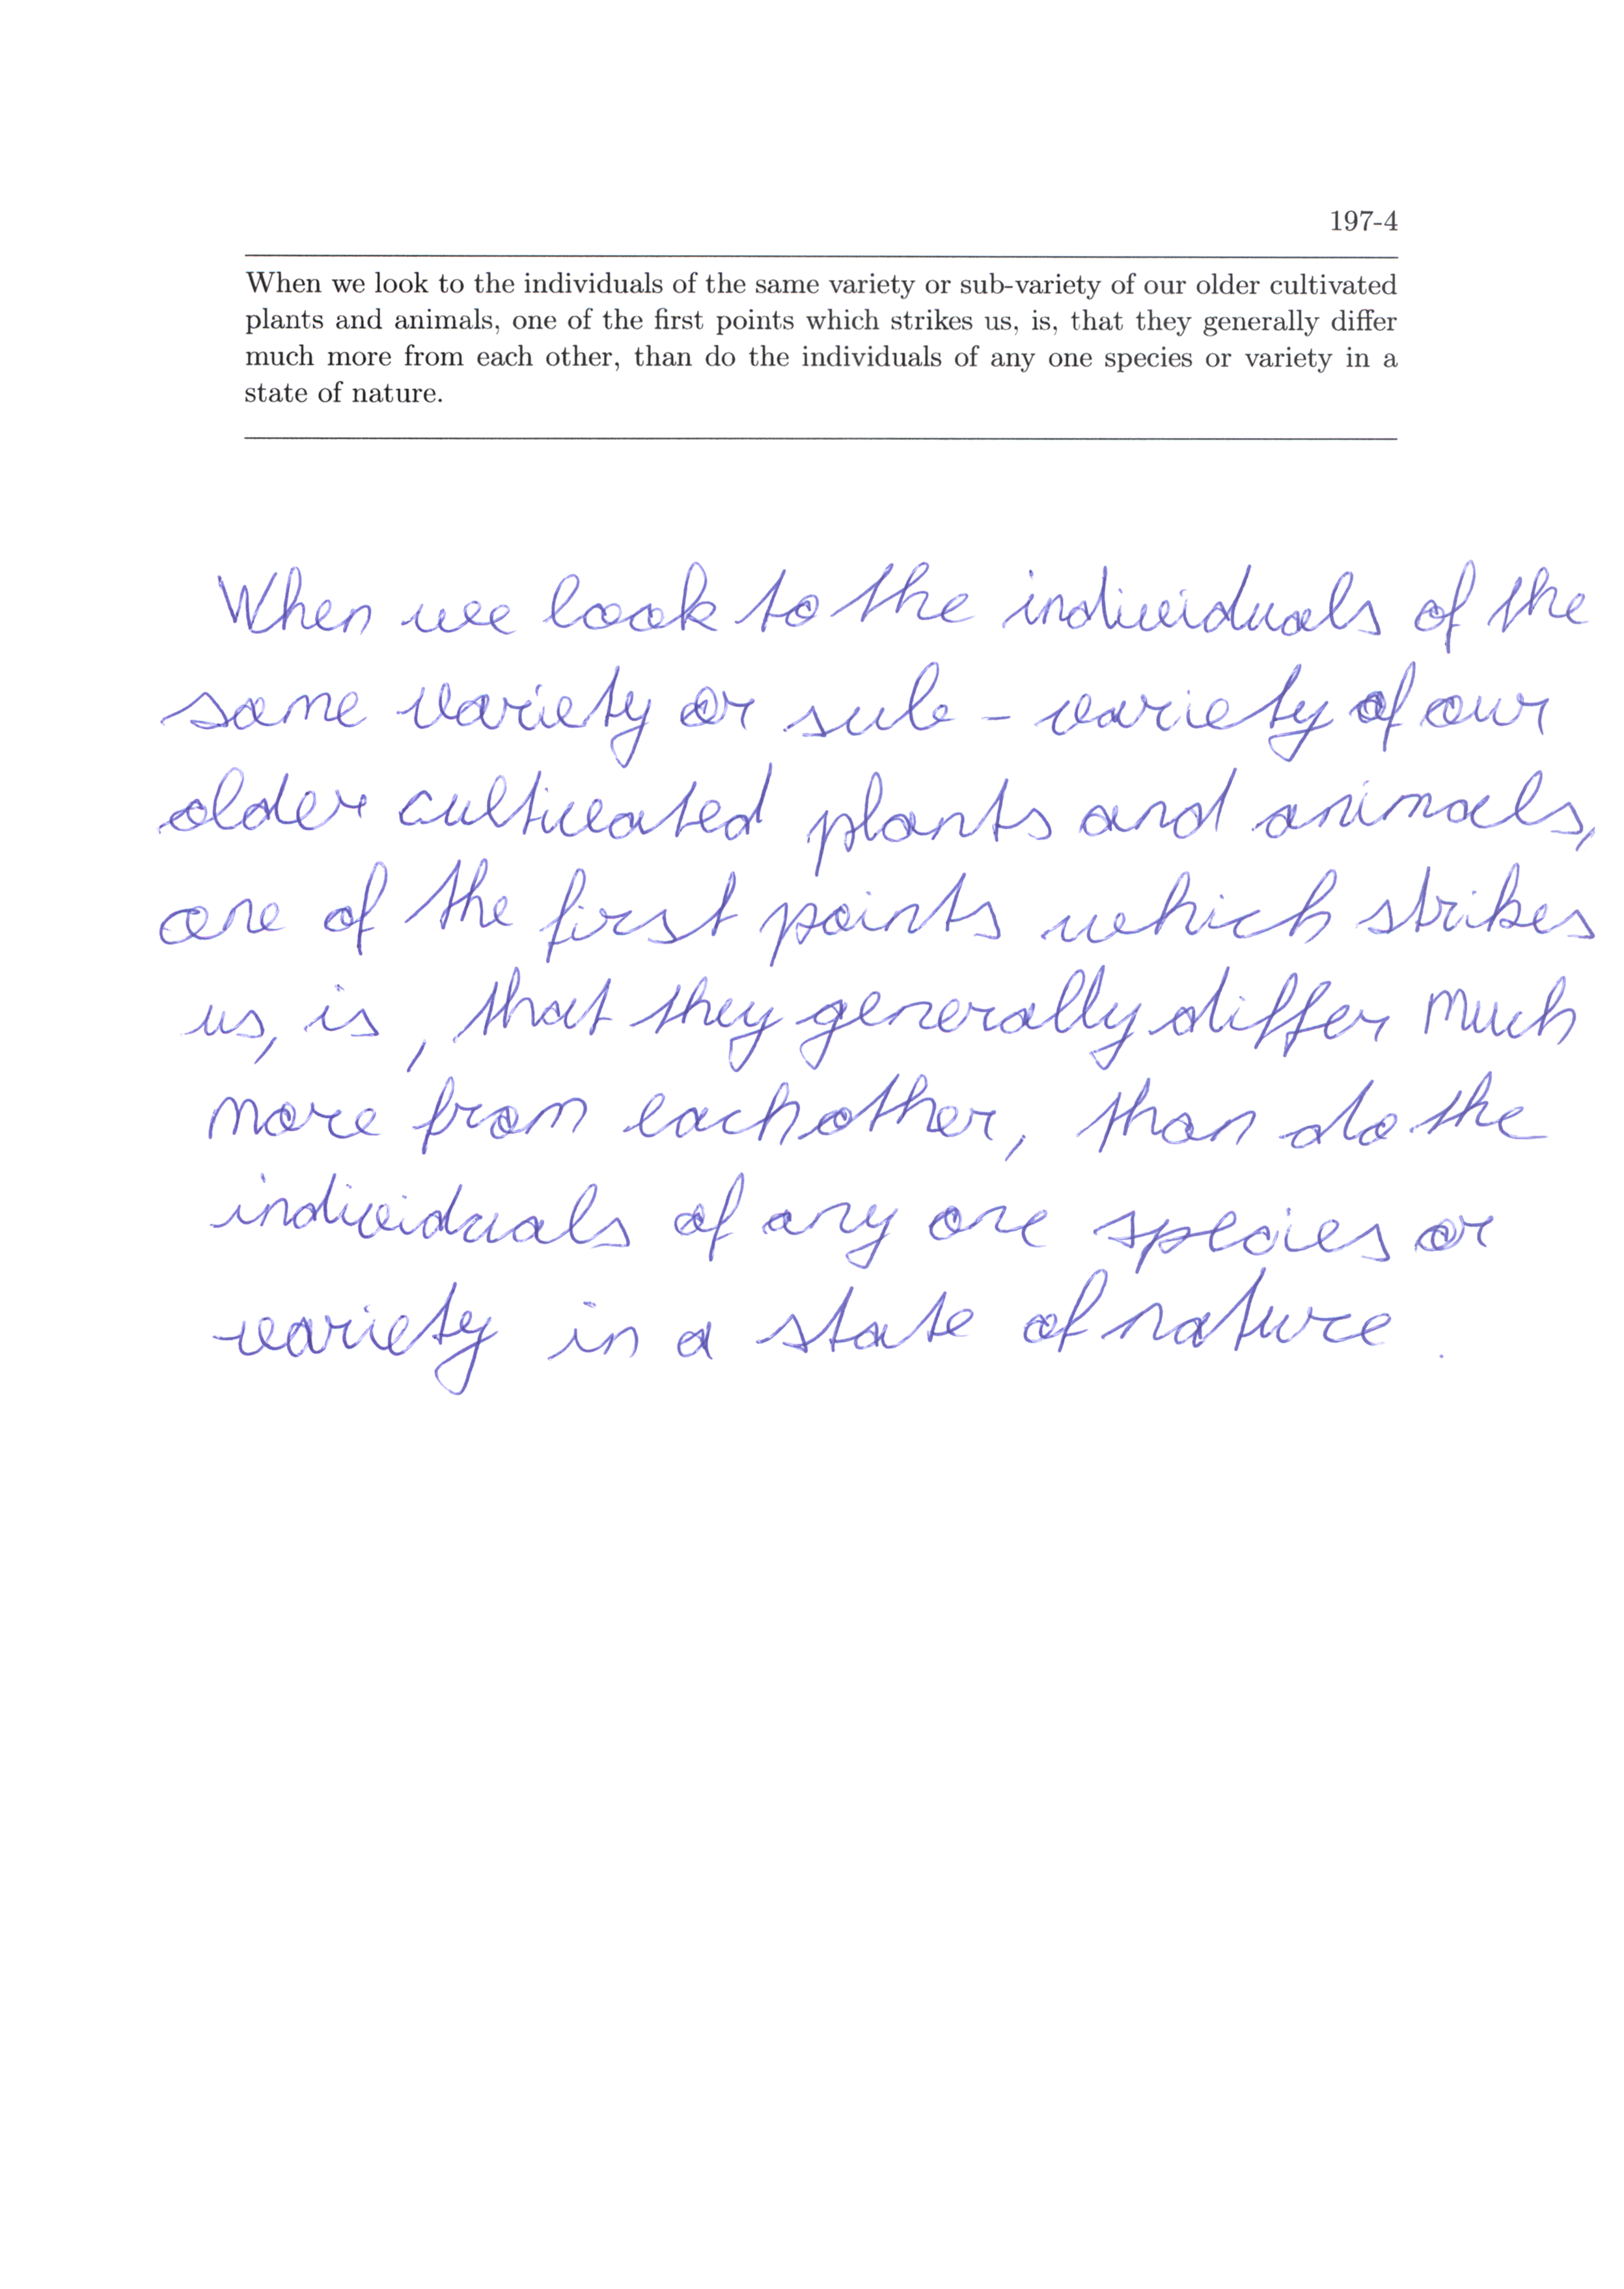 197-4
When we look to the individuals of the same variety or sub-variety of our older cultivated
plants and animals, one of the first points which strikes us, is, that they generally differ
much more from each other, than do the individuals of any one species or variety in a
state of nature.
When we look to the individuals of the
same variety or sub - variety of our
older cultivated plants and animals,
one of the first points which strikes
us, is, that they generally differ much
more from each other, than do the
individuals of any one species or
variety in a state of nature.